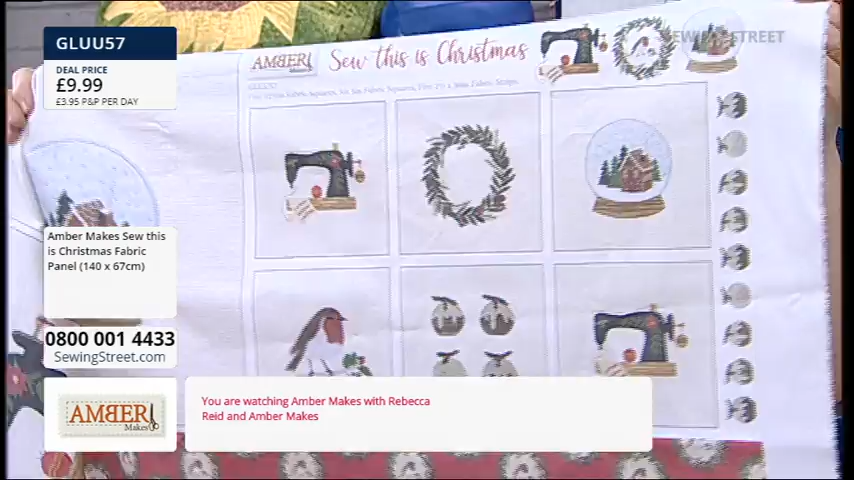 GLUU57
DEAL PRICE
£9.99
£3.95 P&P PER DAY
AMBER
Makes
Sew this is Christmas
SEWINGSTREET
GLUU57
Amber Makes Sew this
is Christmas Fabric
Panel (140 x 67cm)
0800 001 4433
SewingStreet.com
AMBER
Makes
You are watching Amber Makes with Rebecca
Reid and Amber Makes